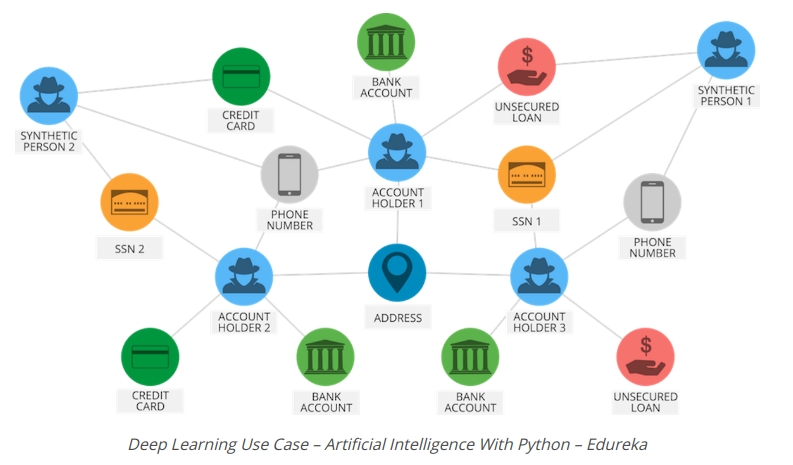 BANK
ACCOUNT
SYNTHETIC
PERSON 1
UNSECURED
LOAN
CREDIT
CARD
SYNTHETIC
PERSON 2
ACCOUNT
HOLDER 1
PHONE
NUMBER
SSN 1
SSN 2
PHONE
NUMBER
ACCOUNT
HOLDER 2
ADDRESS
ACCOUNT
HOLDER 3
CREDIT
CARD
BANK
ACCOUNT
BANK
ACCOUNT
UNSECURED
LOAN
Deep Learning Use Case – Artificial Intelligence With Python – Edureka